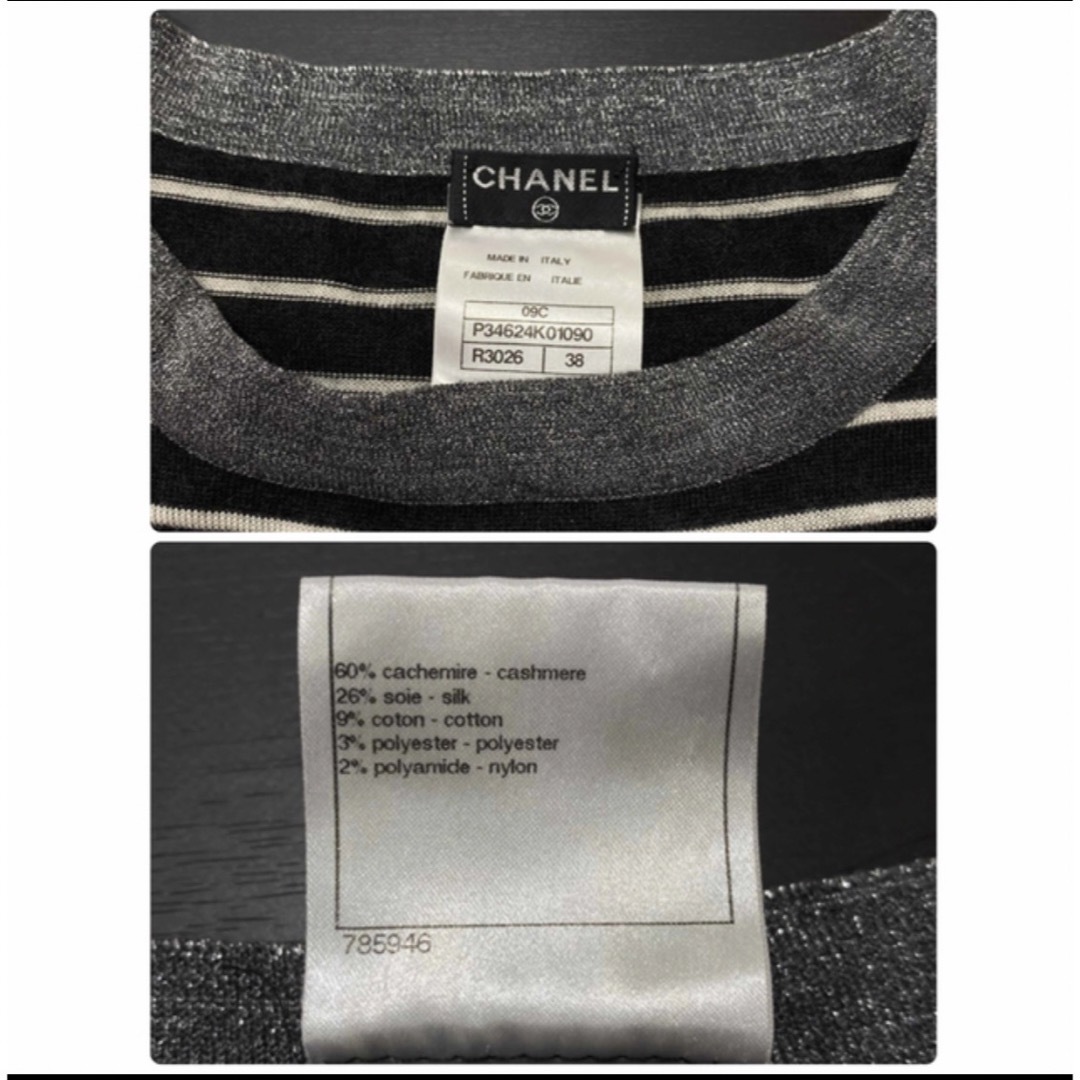 CHANEL
MADE IN ITALY
FABRIQUE EN ITALIE
09C
P34624K01090
R3026 38
60% cachemire - cashmere
26% soie - silk
9% coton - cotton
3% polyester - polyester
2% polyamide - nylon
785946